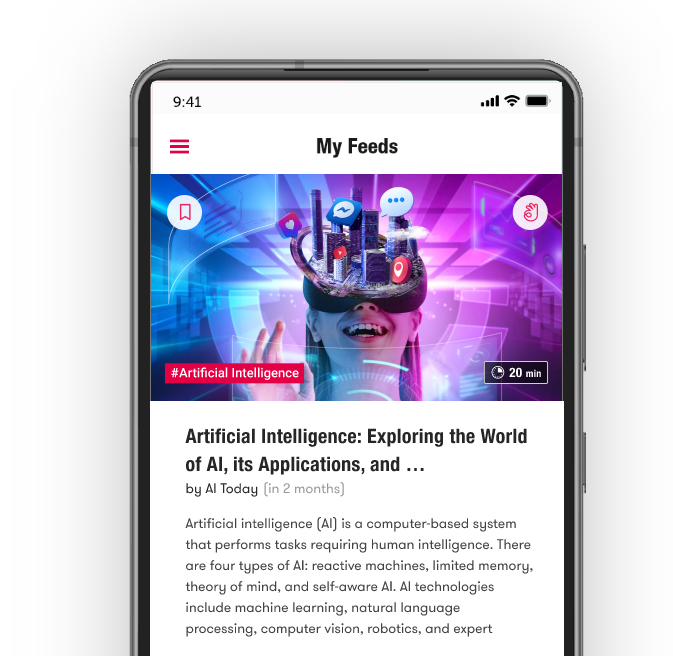 9:41
My Feeds
#Artificial Intelligence
20 min
Artificial Intelligence: Exploring the World
of AI, its Applications, and ...
by AI Today (in 2 months)
Artificial intelligence (AI) is a computer-based system
that performs tasks requiring human intelligence. There
are four types of AI: reactive machines, limited memory,
theory of mind, and self-aware AI. AI technologies
include machine learning, natural language
processing, computer vision, robotics, and expert